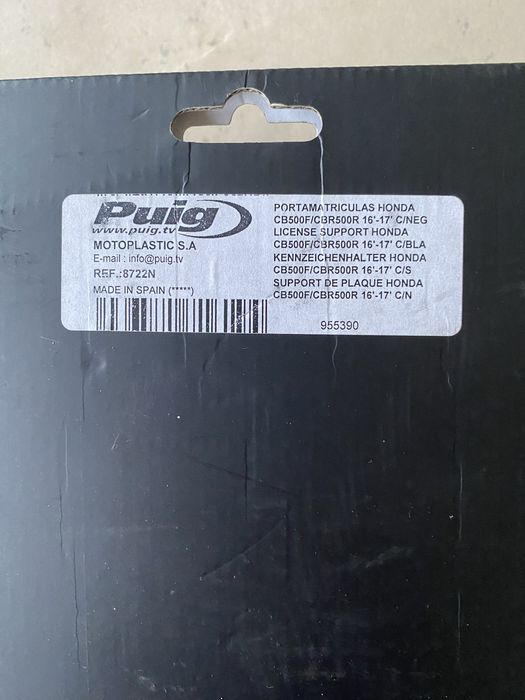 Puig
www.puig.tv
MOTOPLASTIC S.A
E-mail : info@puig.tv
REF.:8722N
MADE IN SPAIN (*****)
PORTAMATRICULAS HONDA
CB500F/CBR500R 16'-17' C/NEG
LICENSE SUPPORT HONDA
CB500F/CBR500R 16'-17' C/BLA
KENNZEICHENHALTER HONDA
CB500F/CBR500R 16'-17' C/S
SUPPORT DE PLAQUE HONDA
CB500F/CBR500R 16'-17' C/N
955390